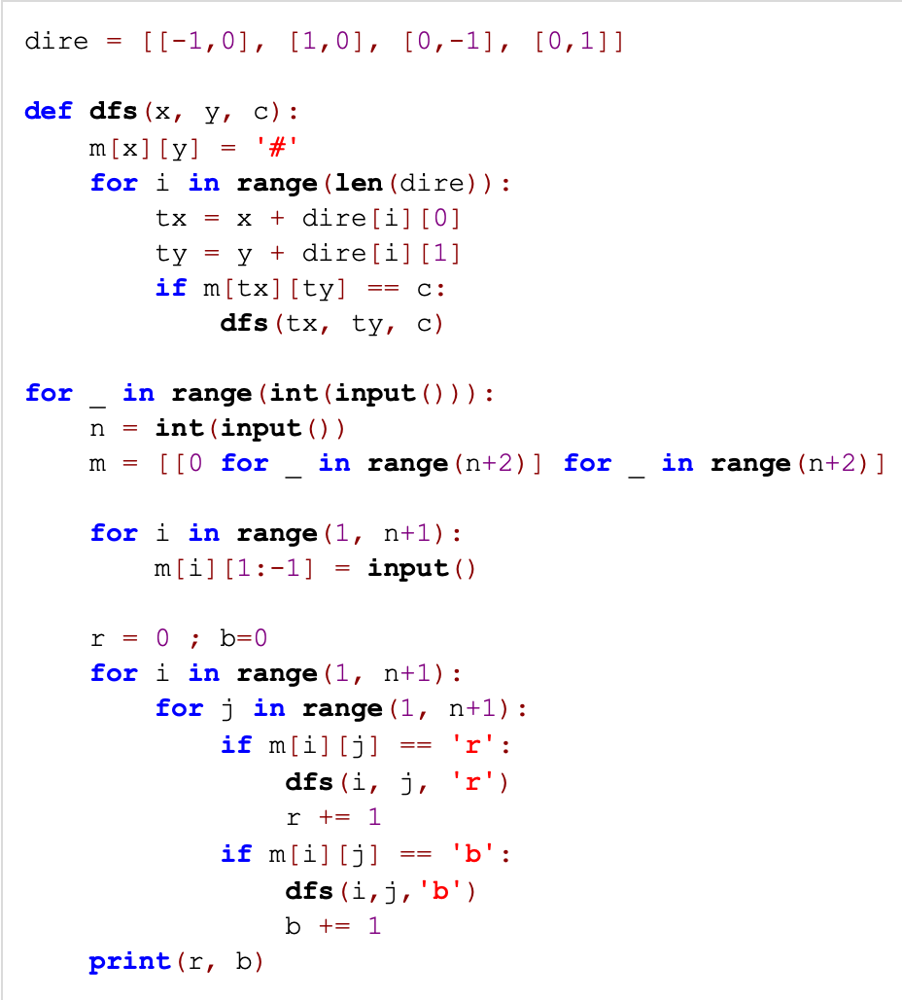 dire = [[-1,0], [1,0], [0,-1], [0,1]]

def dfs(x, y, c):
    m[x][y] = '#'
    for i in range(len(dire)):
        tx = x + dire[i][0]
        ty = y + dire[i][1]
        if m[tx][ty] == c:
            dfs(tx, ty, c)

for _ in range(int(input())):
    n = int(input())
    m = [[0 for _ in range(n+2)] for _ in range(n+2)]

    for i in range(1, n+1):
        m[i][1:-1] = input()

    r = 0 ; b=0
    for i in range(1, n+1):
        for j in range(1, n+1):
            if m[i][j] == 'r':
                dfs(i, j, 'r')
                r += 1
            if m[i][j] == 'b':
                dfs(i,j,'b')
                b += 1
    print(r, b)